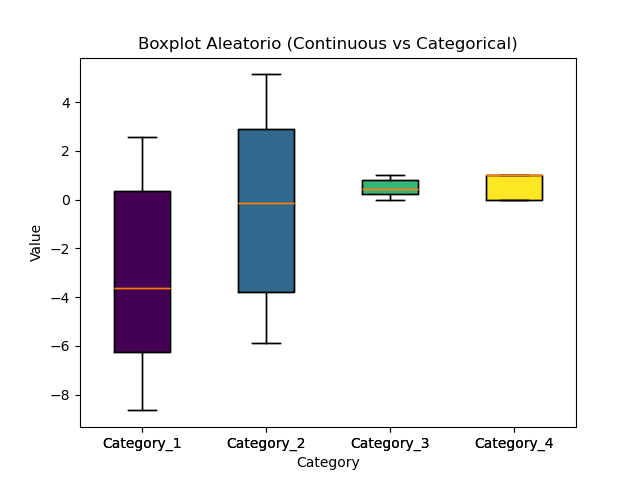 Boxplot Aleatorio (Continuous vs Categorical)
4
2
0
−2
−4
−6
−8
Value
Category_1 Category_2 Category_3 Category_4
Category